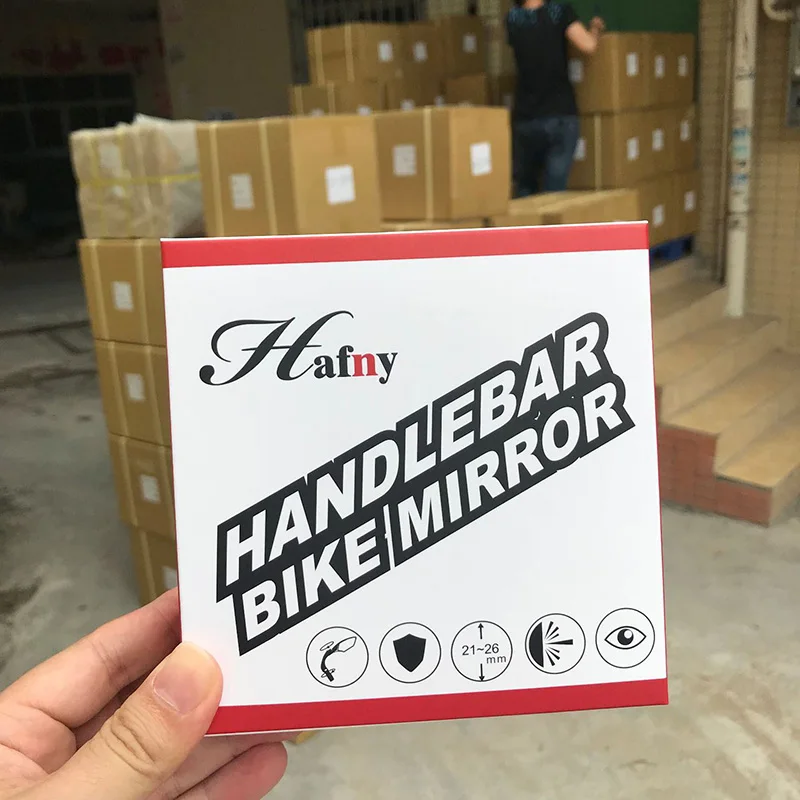 Hafny
HANDLEBAR
BIKE MIRROR
21~26
mm